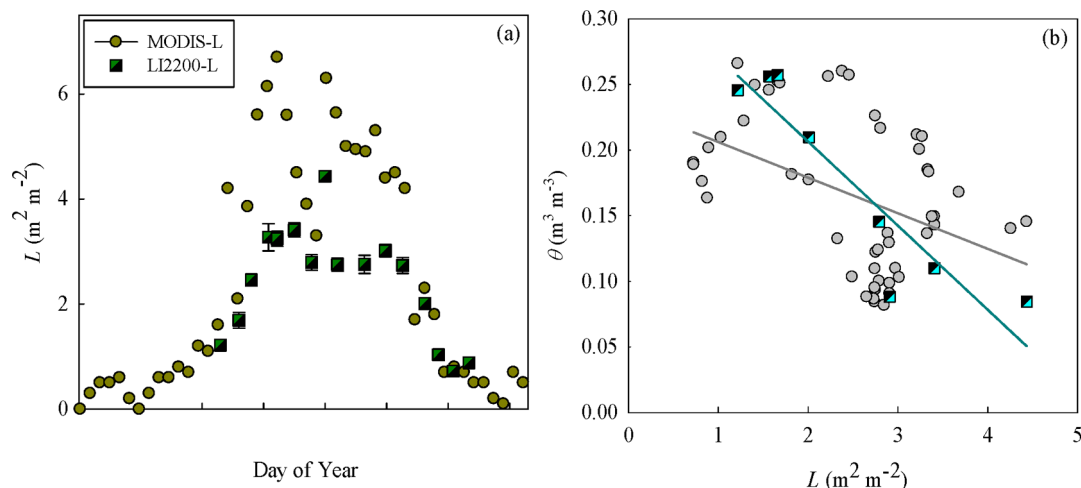 (a)
MODIS-L
LI2200-L
6
4
2
0
L (m² m⁻²)
Day of Year
(b)
0.30
0.25
0.20
0.15
0.10
0.05
0.00
θ (m³ m⁻³)
0 1 2 3 4 5
L (m² m⁻²)